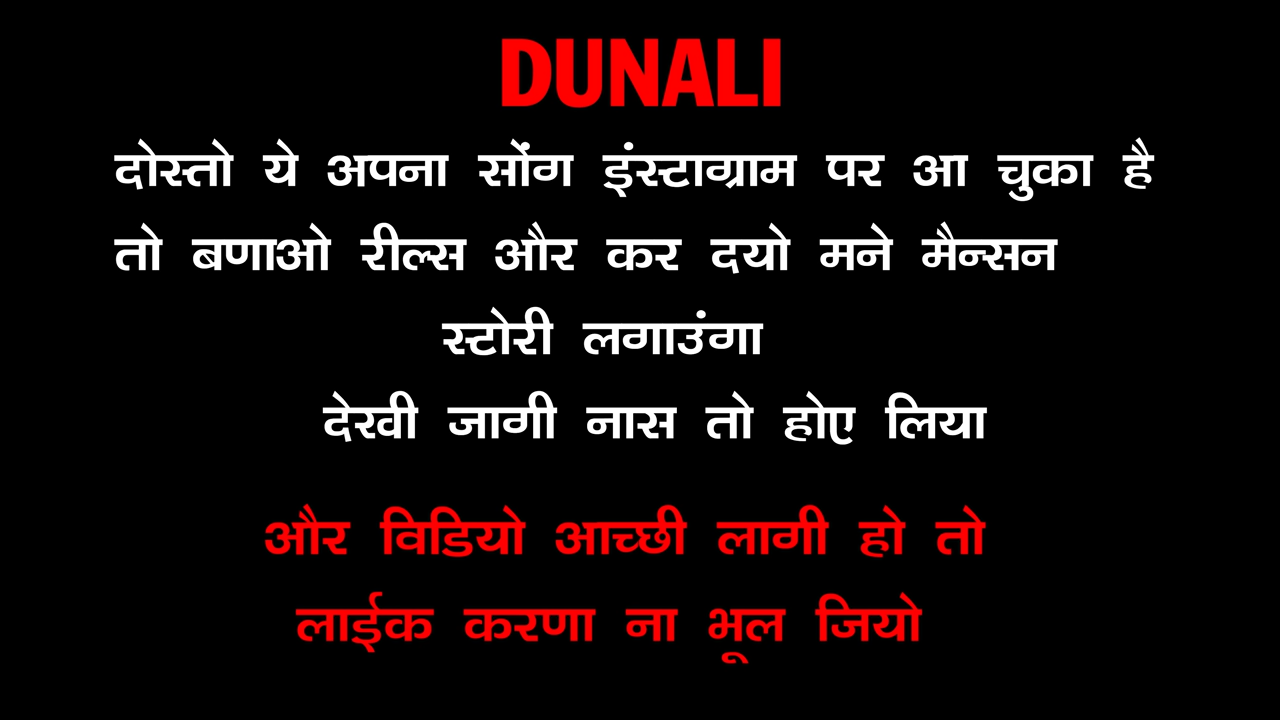 DUNALI
दोस्तो ये अपना सोंग इंस्टाग्राम पर आ चुका है
तो बणाओ रील्स और कर दयो मने मैन्सन
स्टोरी लगाउंगा
देखी जागी नास तो होए लिया
और विडियो आच्छी लागी हो तो
लाईक करणा ना भूल जियो